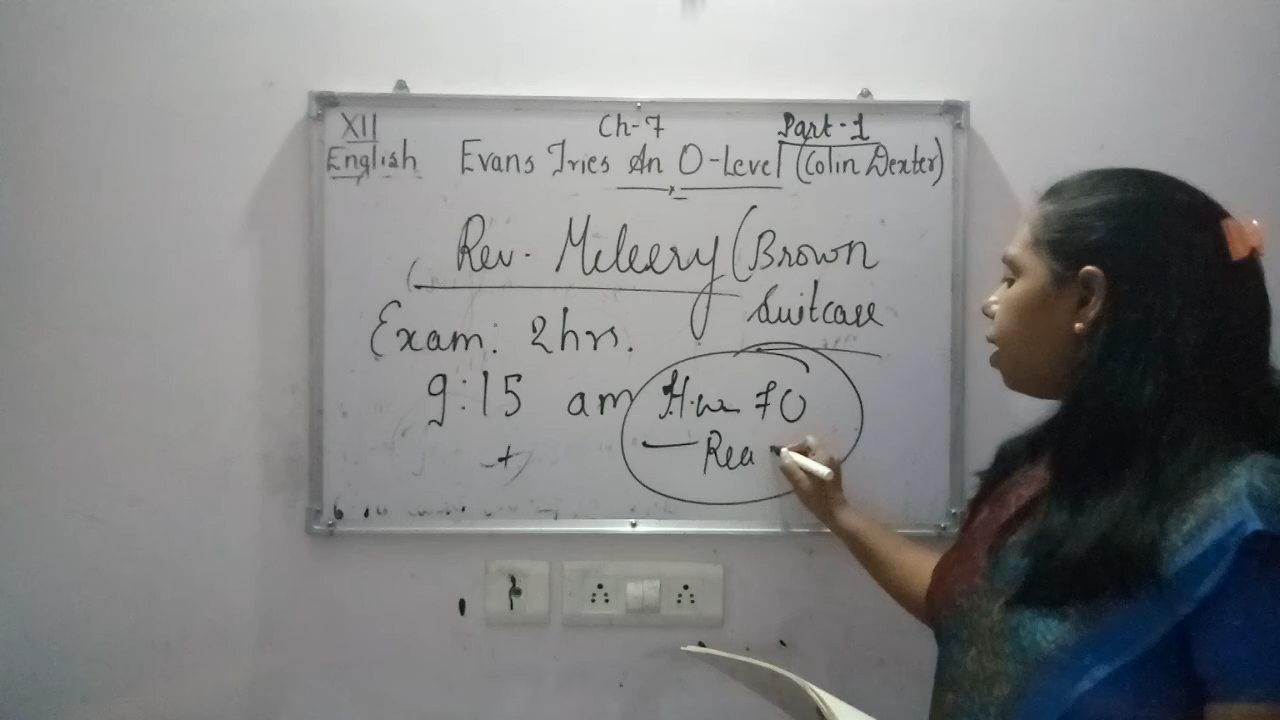 XII Ch-7 Part-1
English Evans Tries An O-Level (Colin Dexter)
Rev. Mcleery (Brown
Suitcase
Exam: 2hrs.
9:15 am
H.w 70
— Rea
+